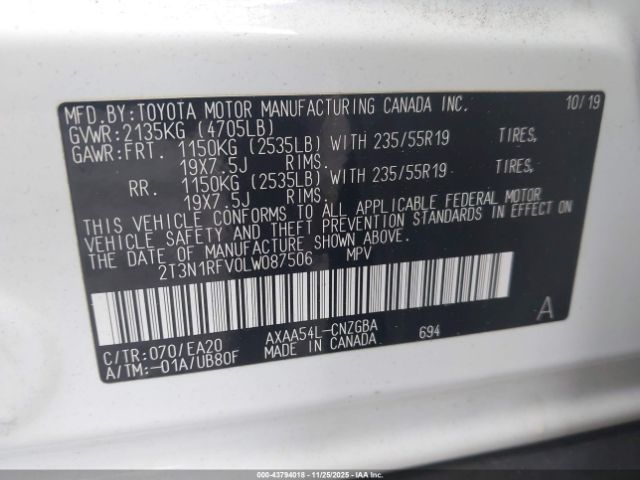 MFD.BY:TOYOTA MOTOR MANUFACTURING CANADA INC. 10/19
GVWR:2135KG (4705LB)
GAWR:FRT. 1150KG (2535LB) WITH 235/55R19 TIRES,
19X7.5J RIMS.
RR. 1150KG (2535LB) WITH 235/55R19 TIRES,
19X7.5J RIMS.
THIS VEHICLE CONFORMS TO ALL APPLICABLE FEDERAL MOTOR
VEHICLE SAFETY AND THEFT PREVENTION STANDARDS IN EFFECT ON
THE DATE OF MANUFACTURE SHOWN ABOVE.
2T3N1RFV0LW087506 MPV
A
C/TR:070/EA20 AXAA54L-CNZGBA 694
A/TM:-01A/UB80F MADE IN CANADA
000-43794018 - 11/25/2025 - IAA Inc.